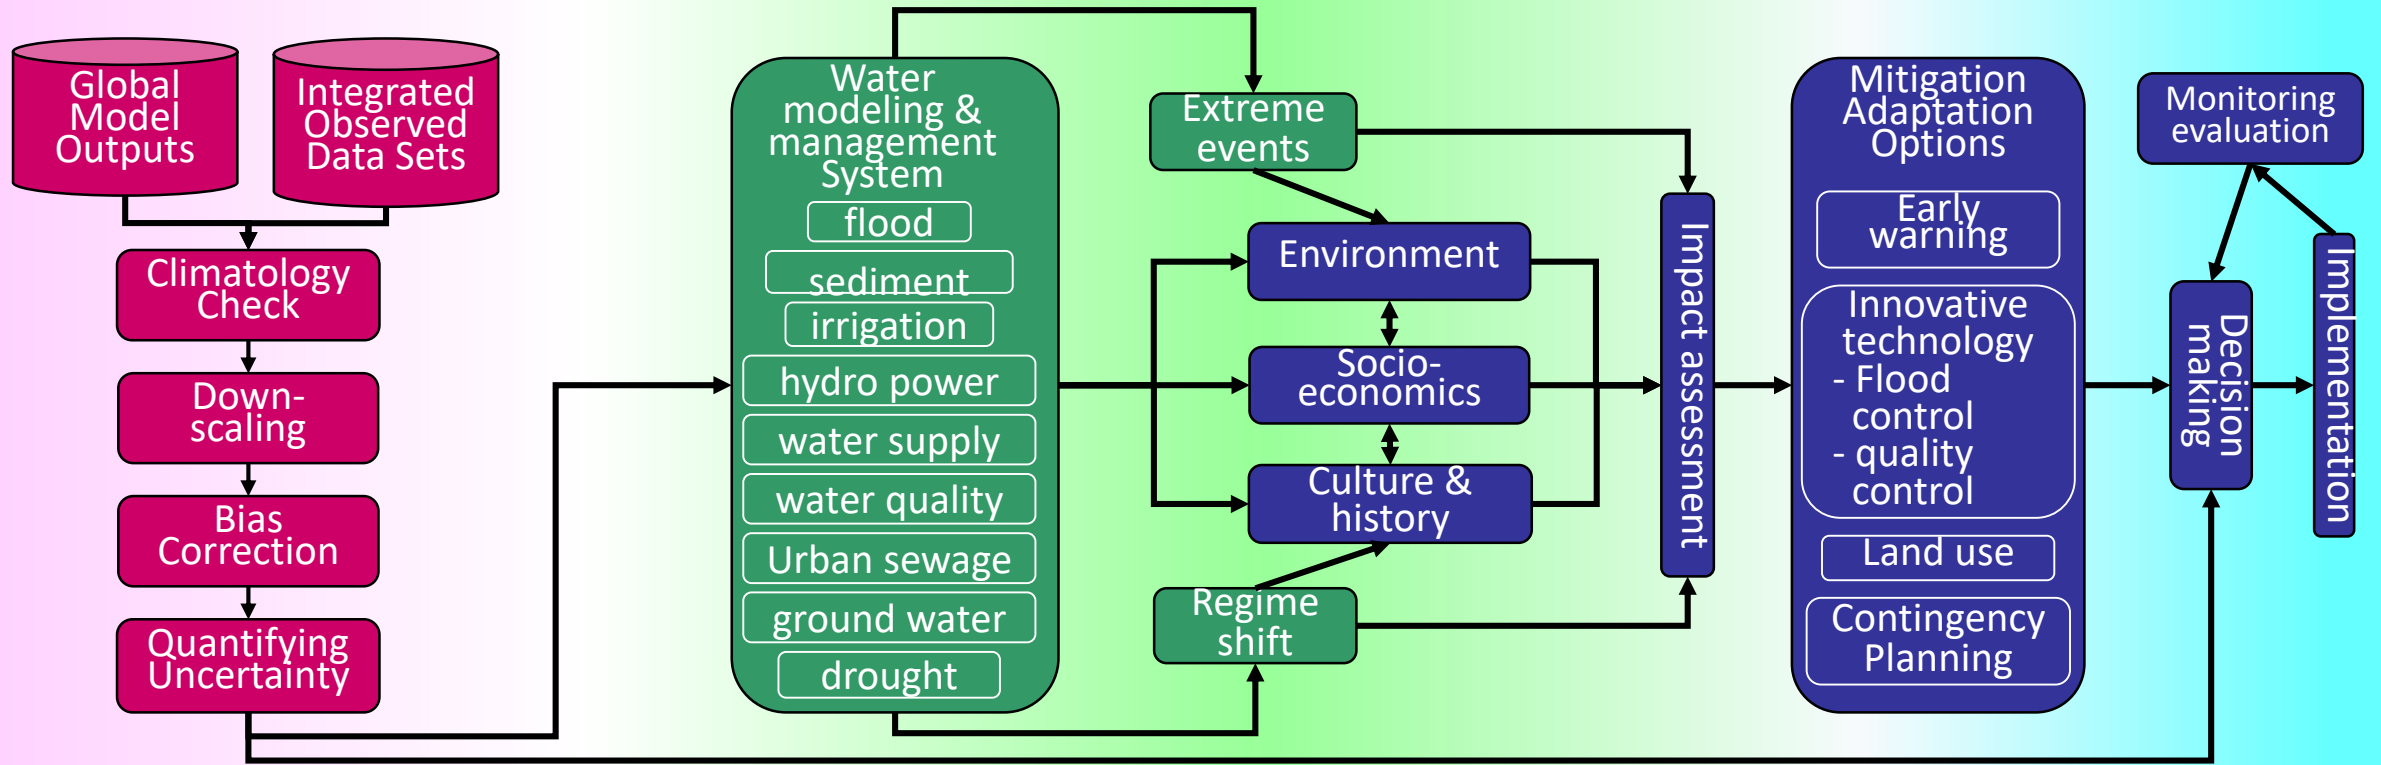 Global
Model
Outputs
Integrated
Observed
Data Sets
Climatology
Check
Down-
scaling
Bias
Correction
Quantifying
Uncertainty
Water
modeling &
management
System
flood
sediment
irrigation
hydro power
water supply
water quality
Urban sewage
ground water
drought
Extreme
events
Environment
Socio-
economics
Culture &
history
Regime
shift
Impact assessment
Mitigation
Adaptation
Options
Early
warning
Innovative
technology
- Flood
control
- quality
control
Land use
Contingency
Planning
Monitoring
evaluation
Decision
making
Implementation